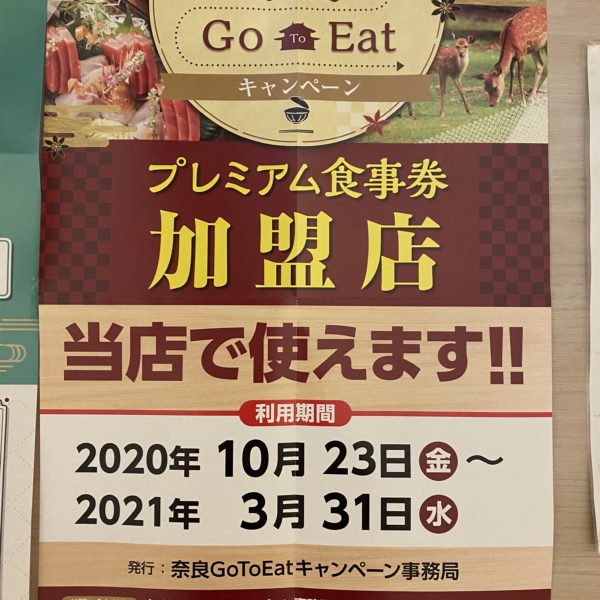 Go To Eat
キャンペーン
プレミアム食事券
加盟店
当店で使えます!!
利用期間
2020年 10月 23日(金)〜
2021年 3月 31日(水)
発行:奈良GoToEatキャンペーン事務局